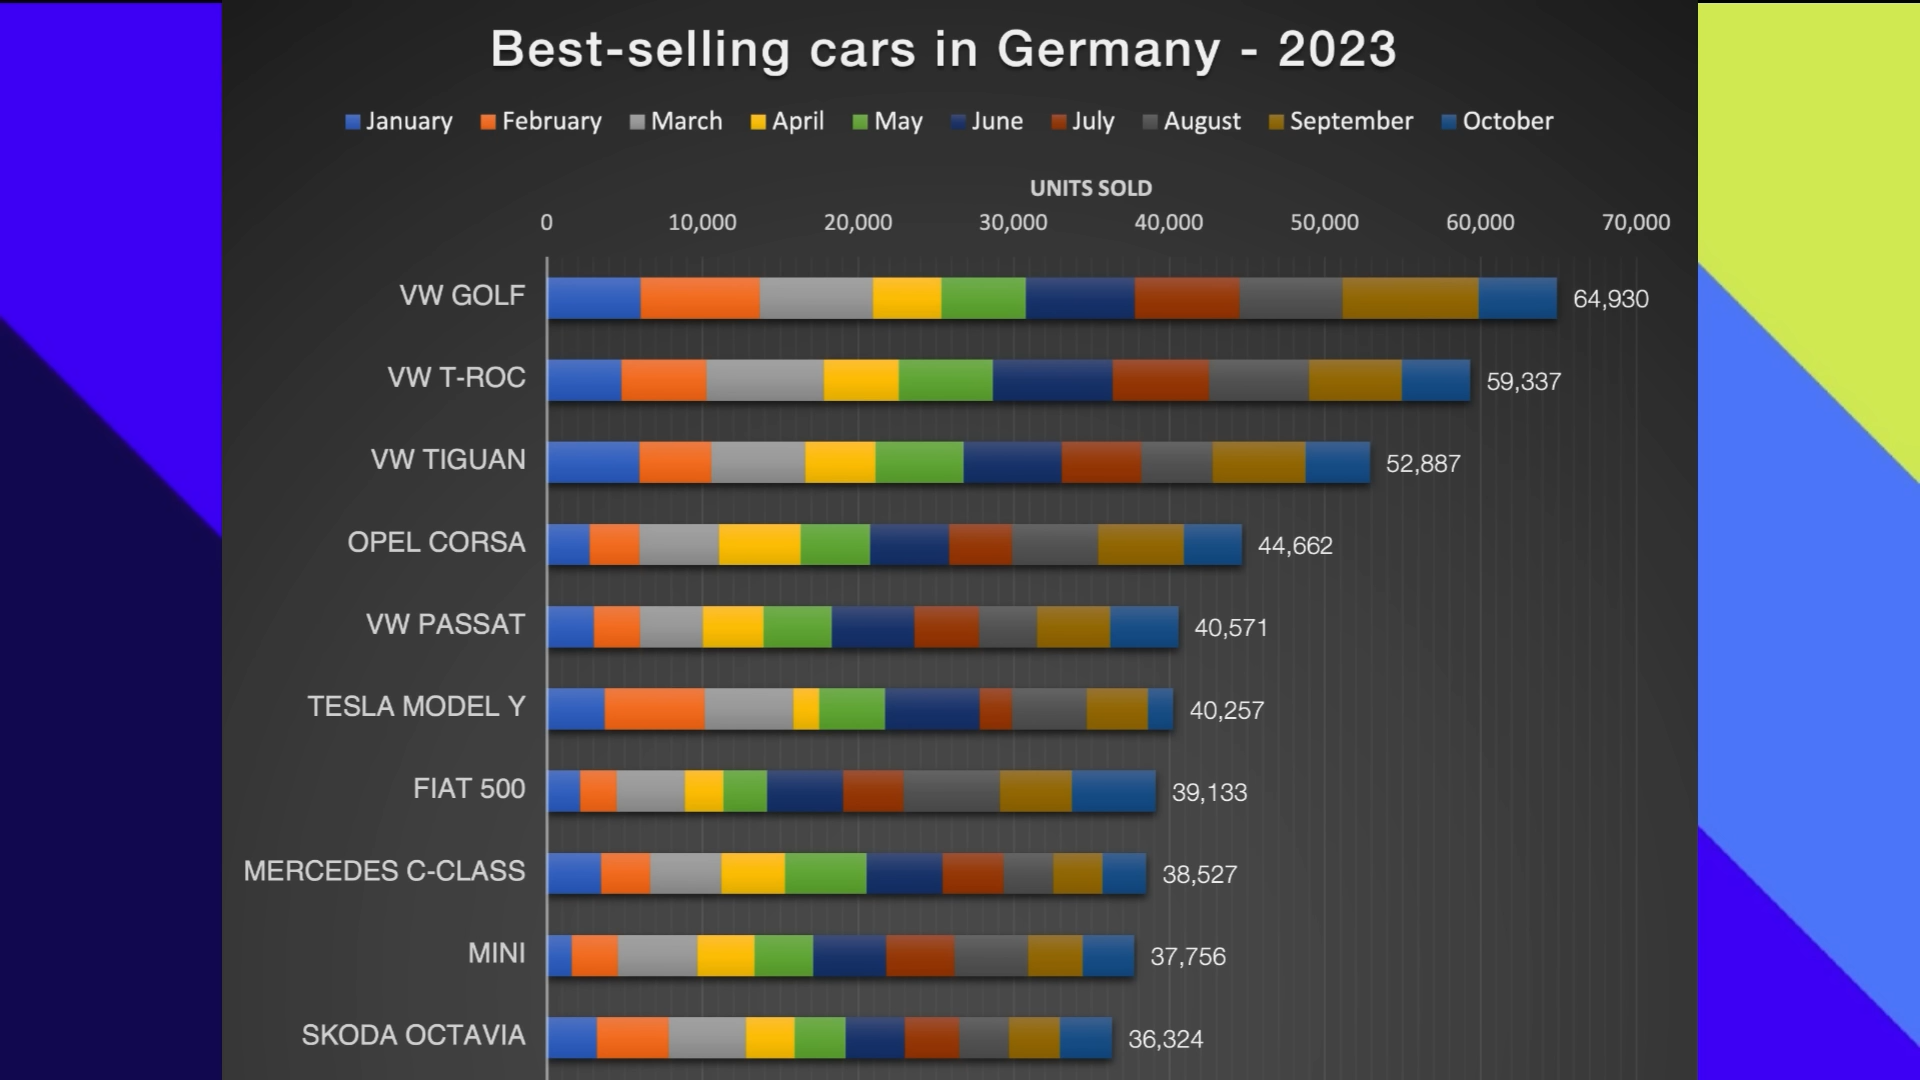 Best-selling cars in Germany - 2023
January February March April May June July August September October
UNITS SOLD
0 10,000 20,000 30,000 40,000 50,000 60,000 70,000
VW GOLF 64,930
VW T-ROC 59,337
VW TIGUAN 52,887
OPEL CORSA 44,662
VW PASSAT 40,571
TESLA MODEL Y 40,257
FIAT 500 39,133
MERCEDES C-CLASS 38,527
MINI 37,756
SKODA OCTAVIA 36,324